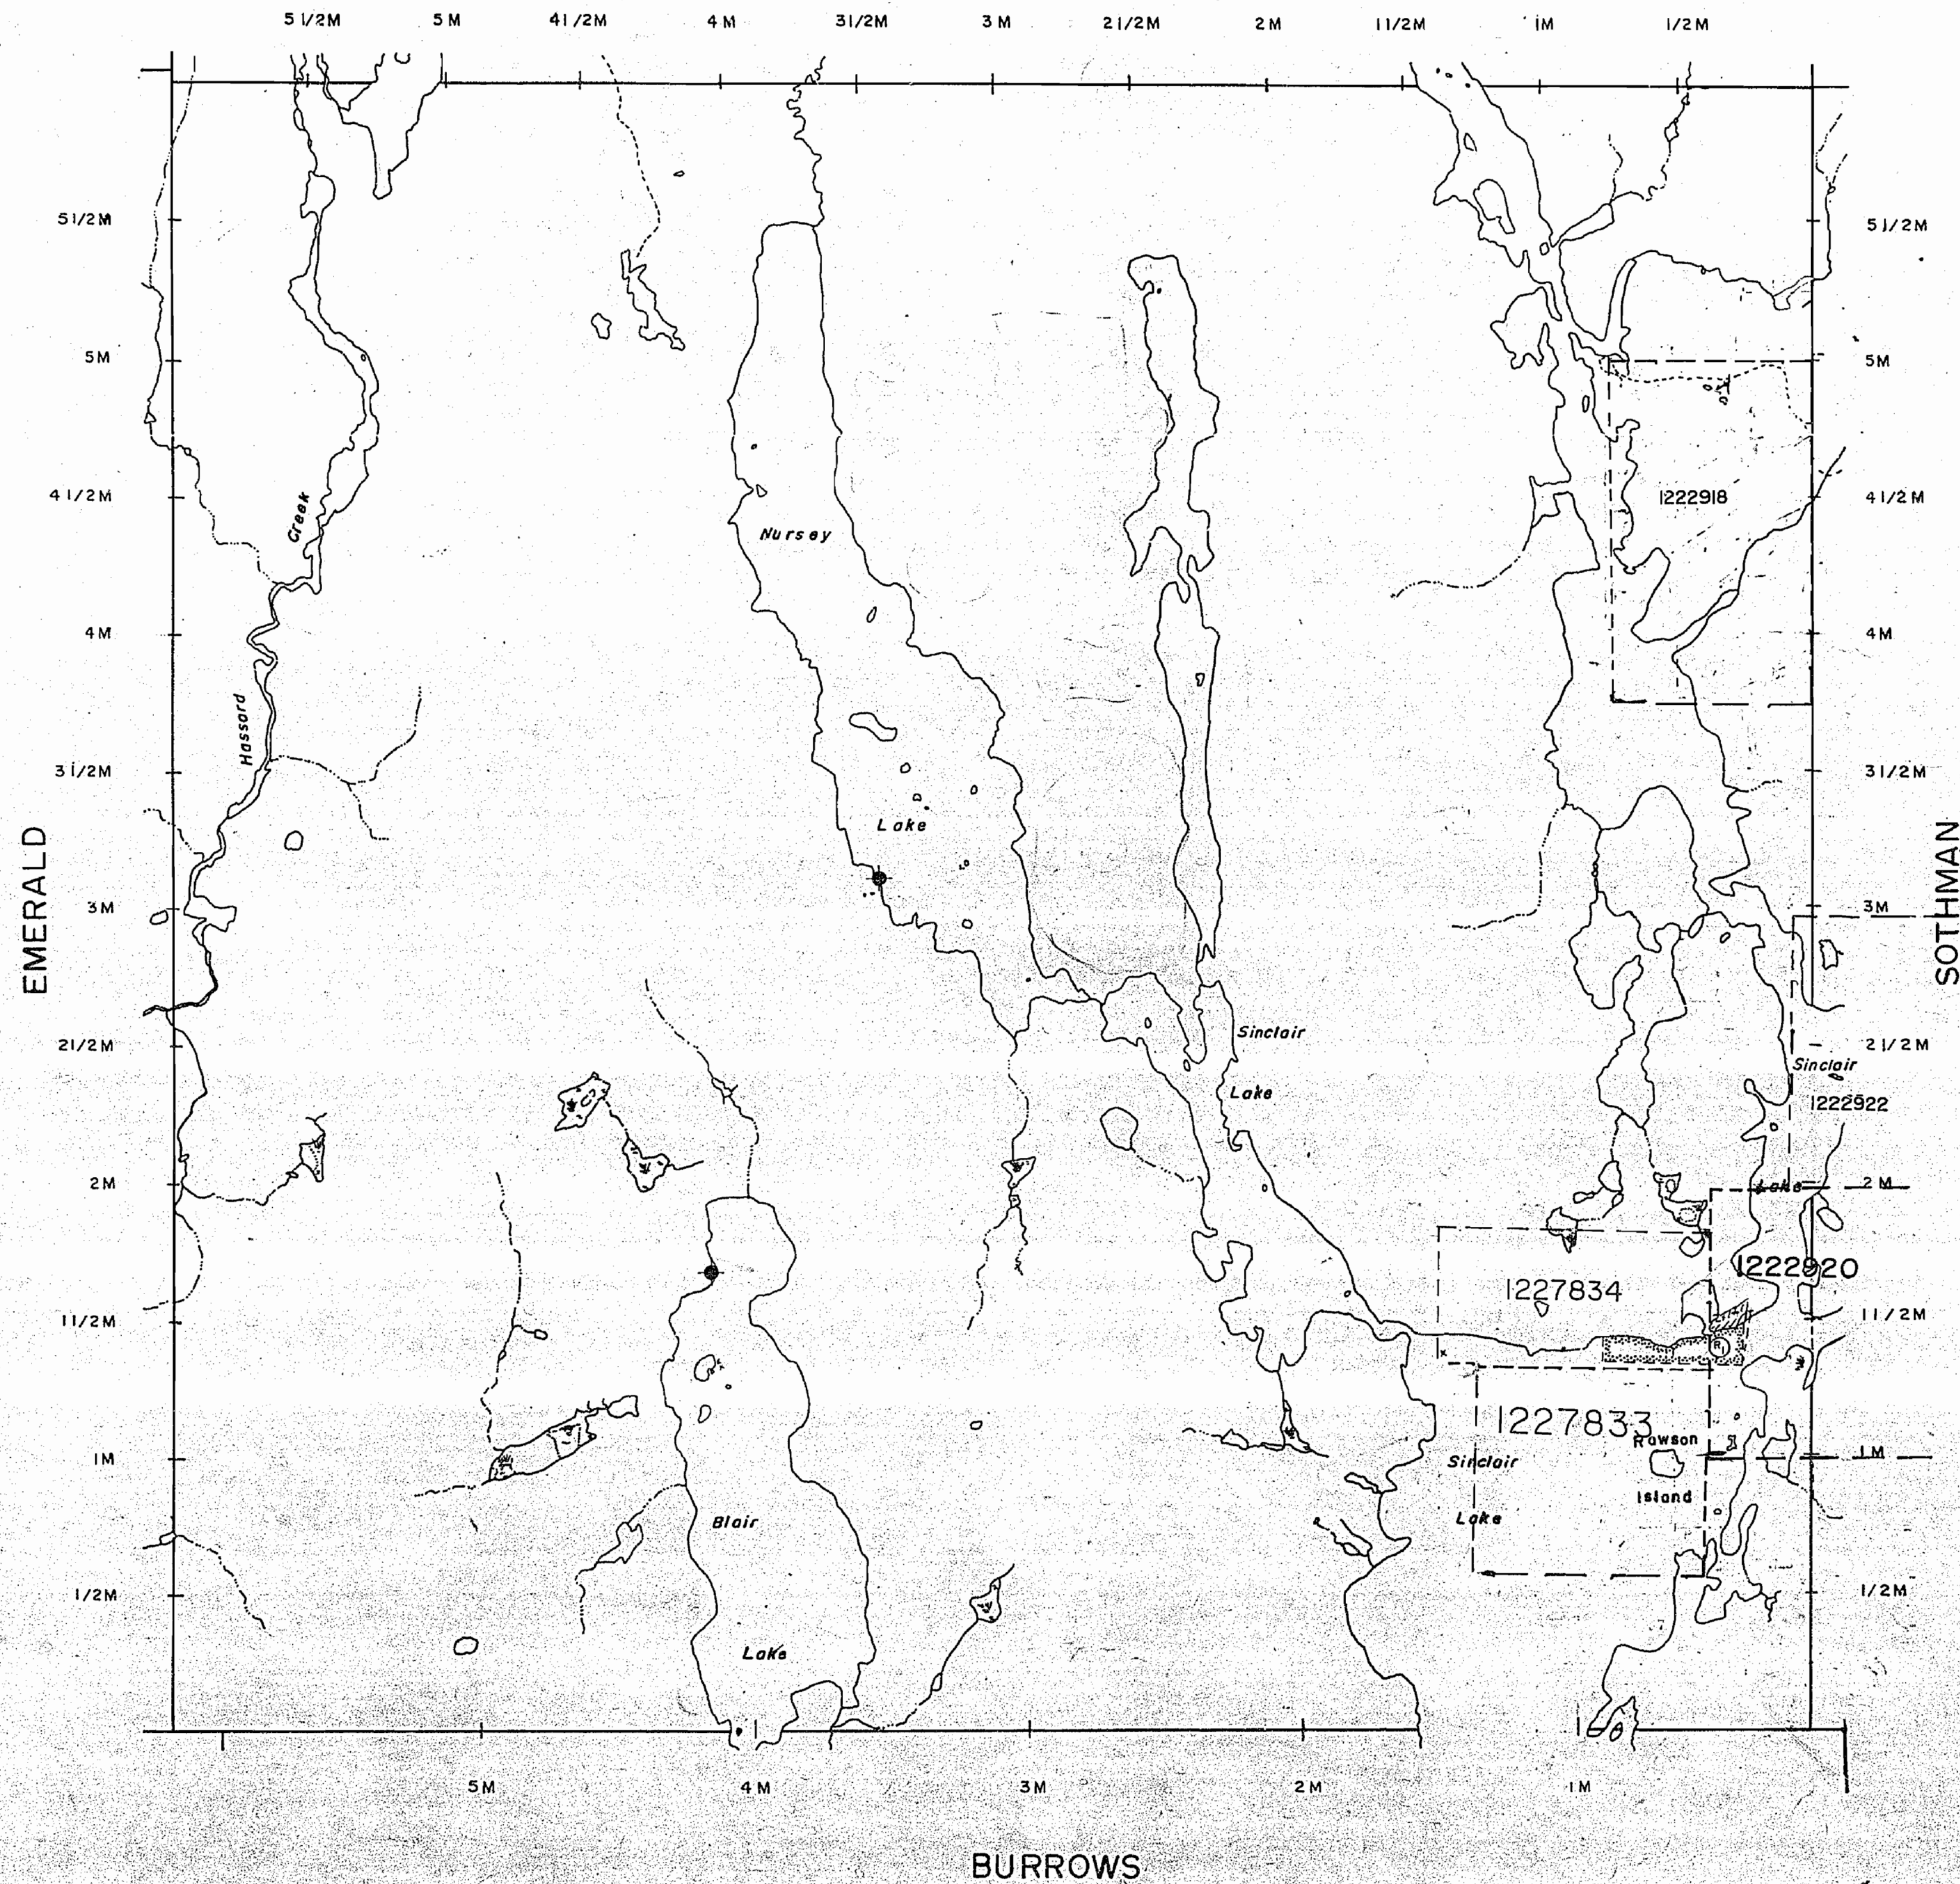 5 1/2M 5 M 4 1/2M 4 M 3 1/2M 3 M 2 1/2M 2 M 1 1/2M 1M 1/2M
5 1/2M
5 1/2M
5M
5M
4 1/2M
Creek
1222918
4 1/2M
Nursey
4M
4M
Hassard
3 1/2M
3 1/2M
Lake
EMERALD
SOTHMAN
3M
3M
Sinclair
2 1/2M
2 1/2M
Sinclair
Lake
1222922
2M
Lake
2 M
1222920
1227834
1 1/2M
1 1/2M
R
1227833
Rawson
1M
Sinclair
1M
Island
Blair
Lake
1/2M
1/2M
Lake
5M 4M 3M 2M 1M
BURROWS